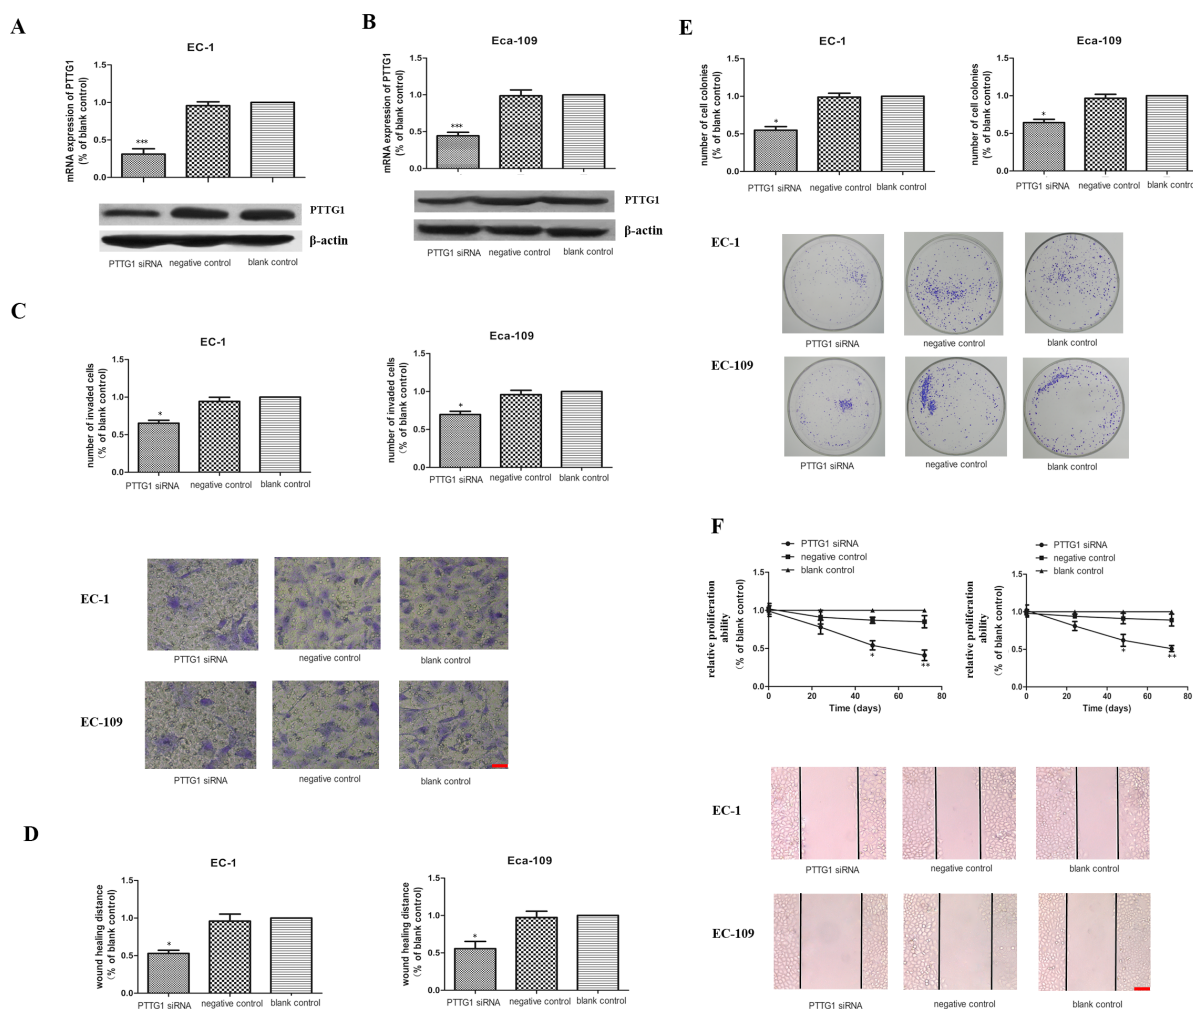 A
EC-1
mRNA expression of PTTG1
(% of blank control)
1.5
1.0
0.5
0.0
***
PTTG1
β-actin
PTTG1 siRNA negative control blank control
B
Eca-109
mRNA expression of PTTG1
(% of blank control)
1.5
1.0
0.5
0.0
***
PTTG1
β-actin
PTTG1 siRNA negative control blank control
C
EC-1
number of invaded cells
(% of blank control)
1.5
1.0
0.5
0.0
*
PTTG1 siRNA negative control blank control
Eca-109
number of invaded cells
(% of blank control)
1.5
1.0
0.5
0.0
*
PTTG1 siRNA negative control blank control
EC-1
PTTG1 siRNA negative control blank control
EC-109
PTTG1 siRNA negative control blank control
D
EC-1
wound healing distance
(% of blank control)
1.5
1.0
0.5
0.0
*
PTTG1 siRNA negative control blank control
Eca-109
wound healing distance
(% of blank control)
1.5
1.0
0.5
0.0
*
PTTG1 siRNA negative control blank control
E
EC-1
number of cell colonies
(% of blank control)
1.5
1.0
0.5
0.0
*
PTTG1 siRNA negative control blank control
Eca-109
number of cell colonies
(% of blank control)
1.5
1.0
0.5
0.0
*
PTTG1 siRNA negative control blank control
EC-1
PTTG1 siRNA negative control blank control
EC-109
PTTG1 siRNA negative control blank control
F
PTTG1 siRNA
negative control
blank control
relative proliferation
ability
(% of blank control)
1.5
1.0
0.5
0.0
*
**
0 20 40 60 80
Time (days)
PTTG1 siRNA
negative control
blank control
relative proliferation
ability
(% of blank control)
1.5
1.0
0.5
0.0
*
**
0 20 40 60 80
Time (days)
EC-1
PTTG1 siRNA negative control blank control
EC-109
PTTG1 siRNA negative control blank control